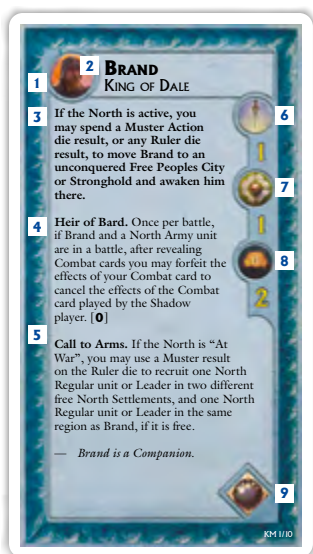 2
BRAND
1
KING OF DALE
3
If the North is active, you
may spend a Muster Action
die result, or any Ruler die
result, to move Brand to an
unconquered Free Peoples City
or Stronghold and awaken him
there.
6
1
7
1
4
Heir of Bard. Once per battle,
if Brand and a North Army unit
are in a battle, after revealing
Combat cards you may forfeit the
effects of your Combat card to
cancel the effects of the Combat
card played by the Shadow
player. [0]
8
2
5
Call to Arms. If the North is “At
War”, you may use a Muster result
on the Ruler die to recruit one North
Regular unit or Leader in two different
free North Settlements, and one North
Regular unit or Leader in the same
region as Brand, if it is free.
— Brand is a Companion.
9
KM 1/10